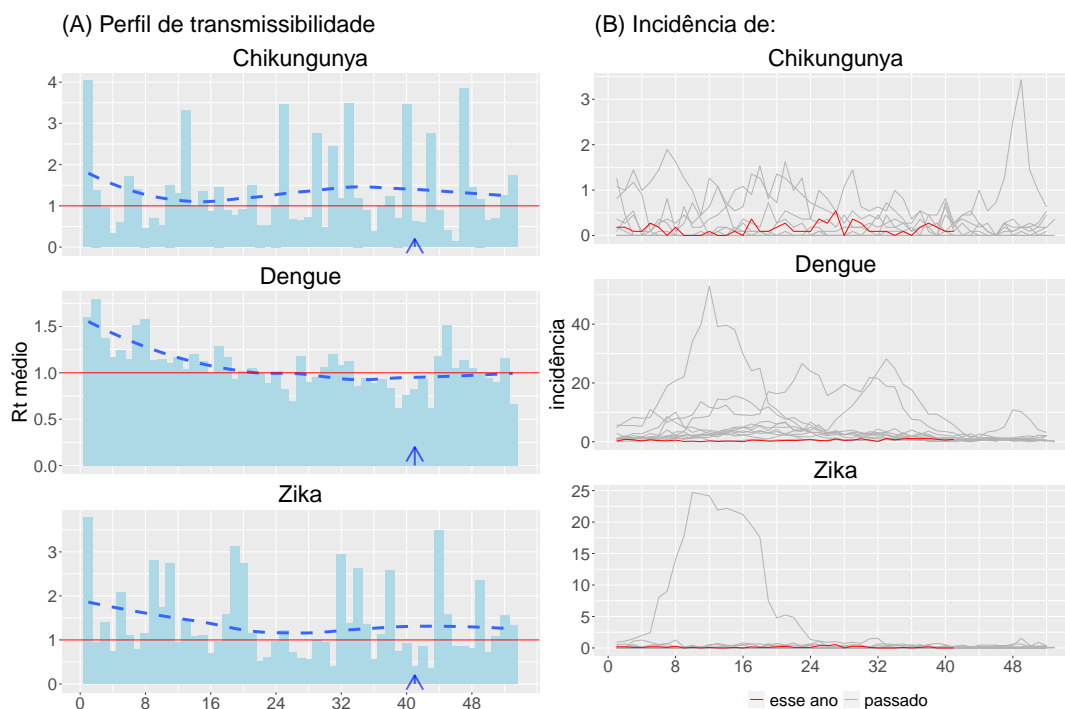 (A) Perfil de transmissibilidade
Chikungunya
4
3
2
1
0
Dengue
1.5
1.0
0.5
0.0
Rt médio
Zika
3
2
1
0
0 8 16 24 32 40 48
(B) Incidência de:
Chikungunya
3
2
1
0
Dengue
40
20
0
incidência
Zika
25
20
15
10
5
0
0 8 16 24 32 40 48
esse ano passado